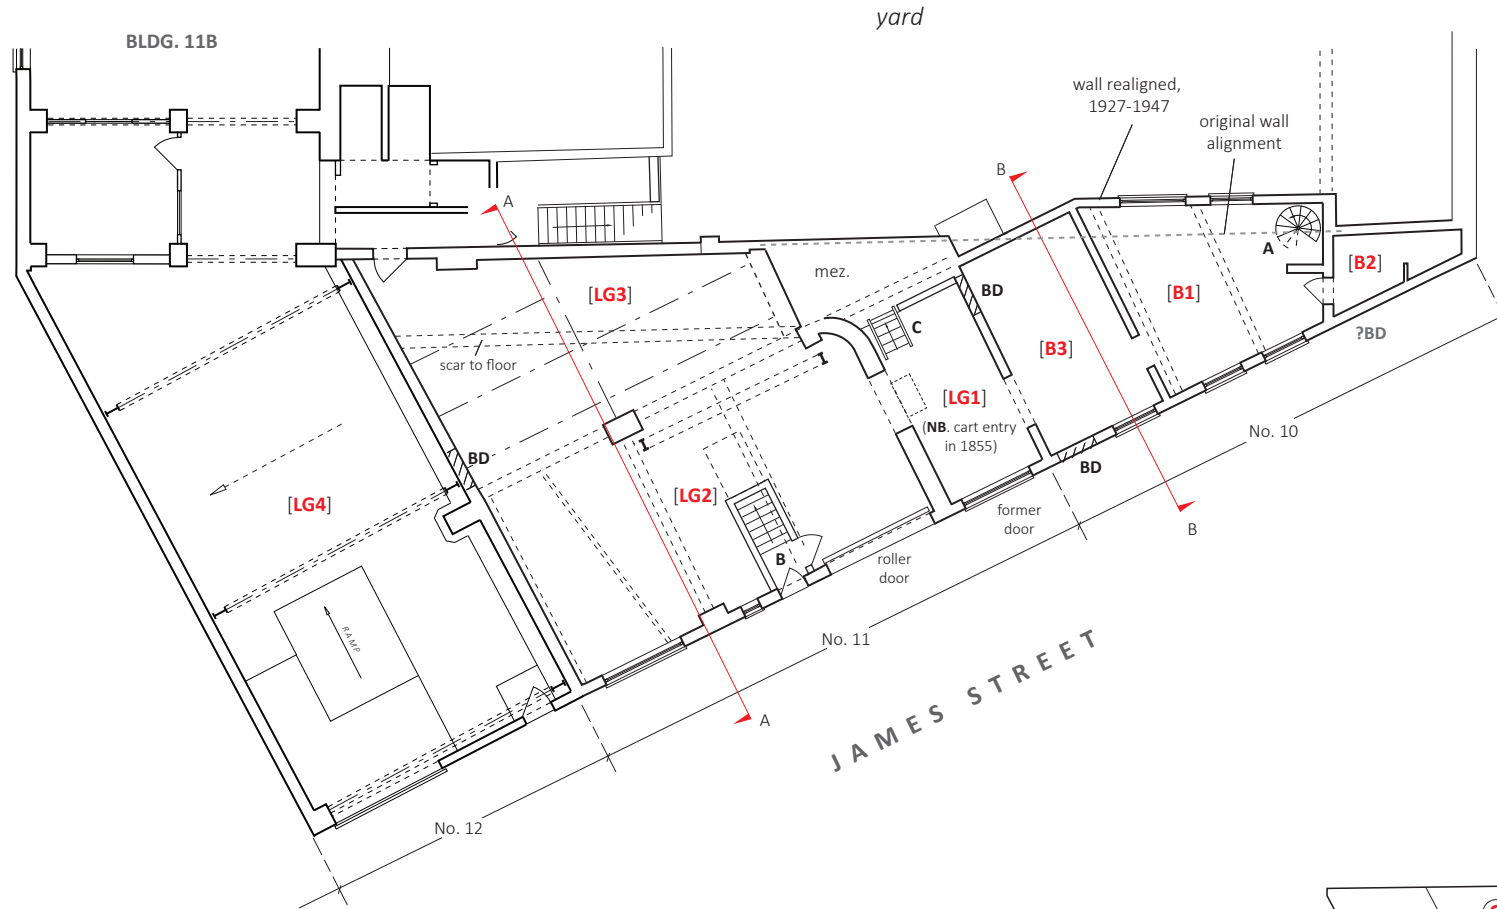 yard
BLDG. 11B
wall realigned,
1927-1947
original wall
alignment
B
A
A
[B2]
mez.
[LG3]
BD
[B1]
C
?BD
[B3]
scar to floor
[LG1]
(NB. cart entry
in 1855)
No. 10
BD
BD
[LG2]
[LG4]
former
door
B
B
roller
door
RAMP
No. 11
JAMES STREET
A
No. 12